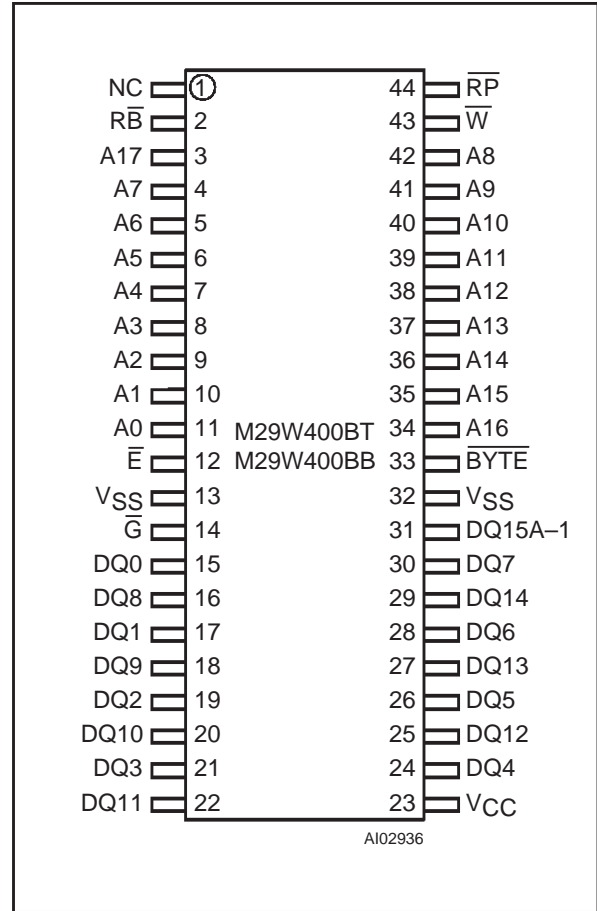 NC 1 44 R̅P̅
RB̅ 2 43 W̅
A17 3 42 A8
A7 4 41 A9
A6 5 40 A10
A5 6 39 A11
A4 7 38 A12
A3 8 37 A13
A2 9 36 A14
A1 10 35 A15
A0 11 M29W400BT 34 A16
E̅ 12 M29W400BB 33 B̅Y̅T̅E̅
VSS 13 32 VSS
G̅ 14 31 DQ15A–1
DQ0 15 30 DQ7
DQ8 16 29 DQ14
DQ1 17 28 DQ6
DQ9 18 27 DQ13
DQ2 19 26 DQ5
DQ10 20 25 DQ12
DQ3 21 24 DQ4
DQ11 22 23 VCC
AI02936